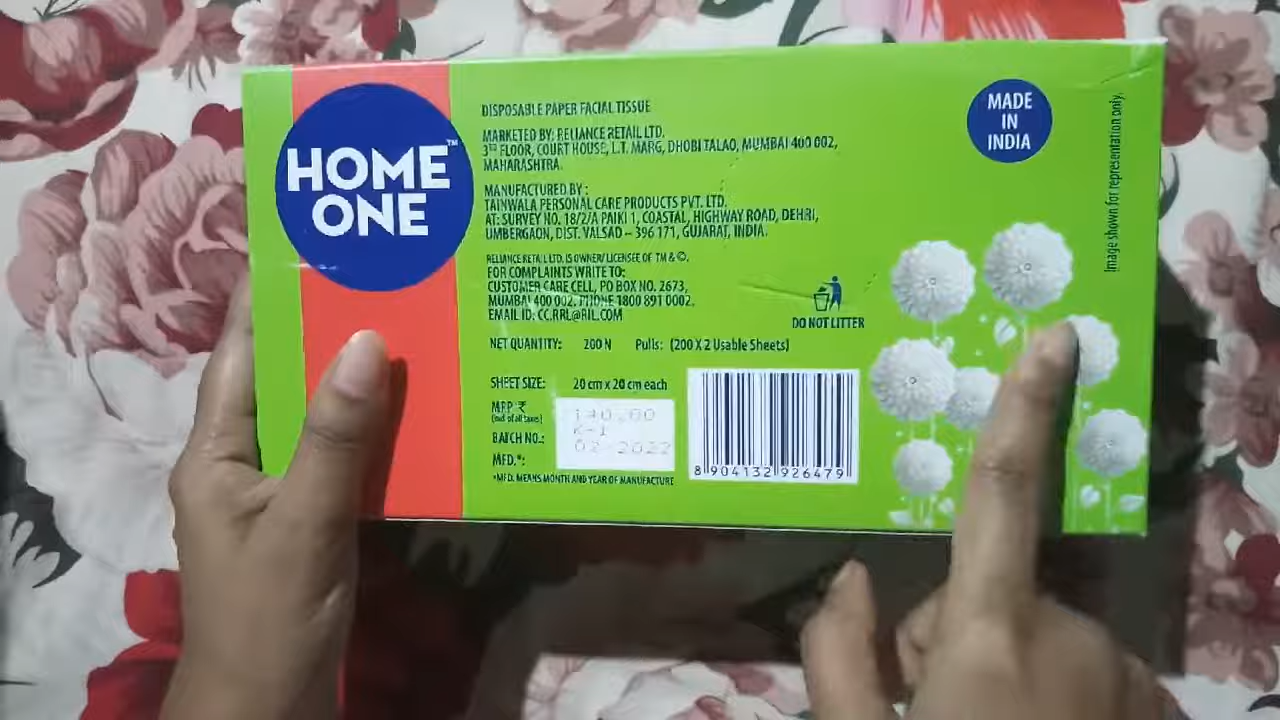 HOME™
ONE
DISPOSABLE PAPER FACIAL TISSUE
MARKETED BY: RELIANCE RETAIL LTD.
3RD FLOOR, COURT HOUSE, L.T. MARG, DHOBI TALAO, MUMBAI 400 002,
MAHARASHTRA.
MANUFACTURED BY :
TAINWALA PERSONAL CARE PRODUCTS PVT. LTD.
AT: SURVEY NO. 18/2/A PAIKI 1, COASTAL, HIGHWAY ROAD, DEHRI,
UMBERGAON, DIST. VALSAD – 396 171, GUJARAT, INDIA.
RELIANCE RETAIL LTD. IS OWNER/ LICENSEE OF TM & ©.
FOR COMPLAINTS WRITE TO:
CUSTOMER CARE CELL, PO BOX NO. 2673,
MUMBAI 400 002. PHONE 1800 891 0002.
EMAIL ID: CC.RRL@RIL.COM
NET QUANTITY: 200 N Pulls: (200 X 2 Usable Sheets)
SHEET SIZE: 20 cm x 20 cm each
MRP ₹
(incl of all taxes)
BATCH NO.: K-1
MFD.*: 02 2022
*MFD. MEANS MONTH AND YEAR OF MANUFACTURE
8 904132 926479
DO NOT LITTER
MADE
IN
INDIA
Image shown for representation only.